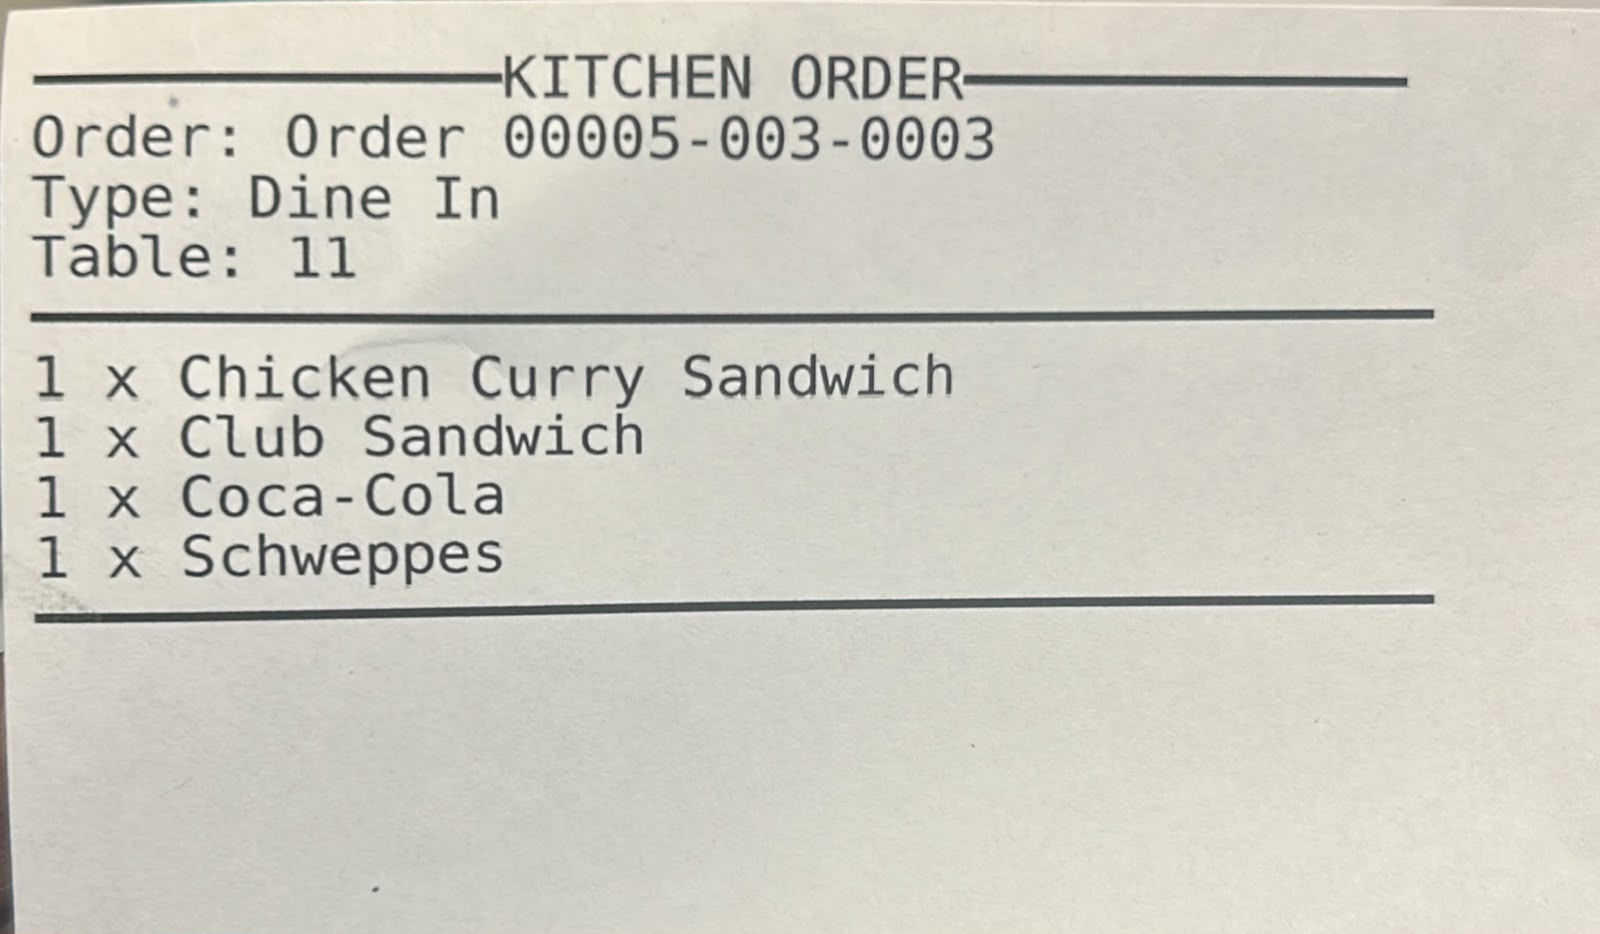 KITCHEN ORDER
Order: Order 00005-003-0003
Type: Dine In
Table: 11
1 x Chicken Curry Sandwich
1 x Club Sandwich
1 x Coca-Cola
1 x Schweppes